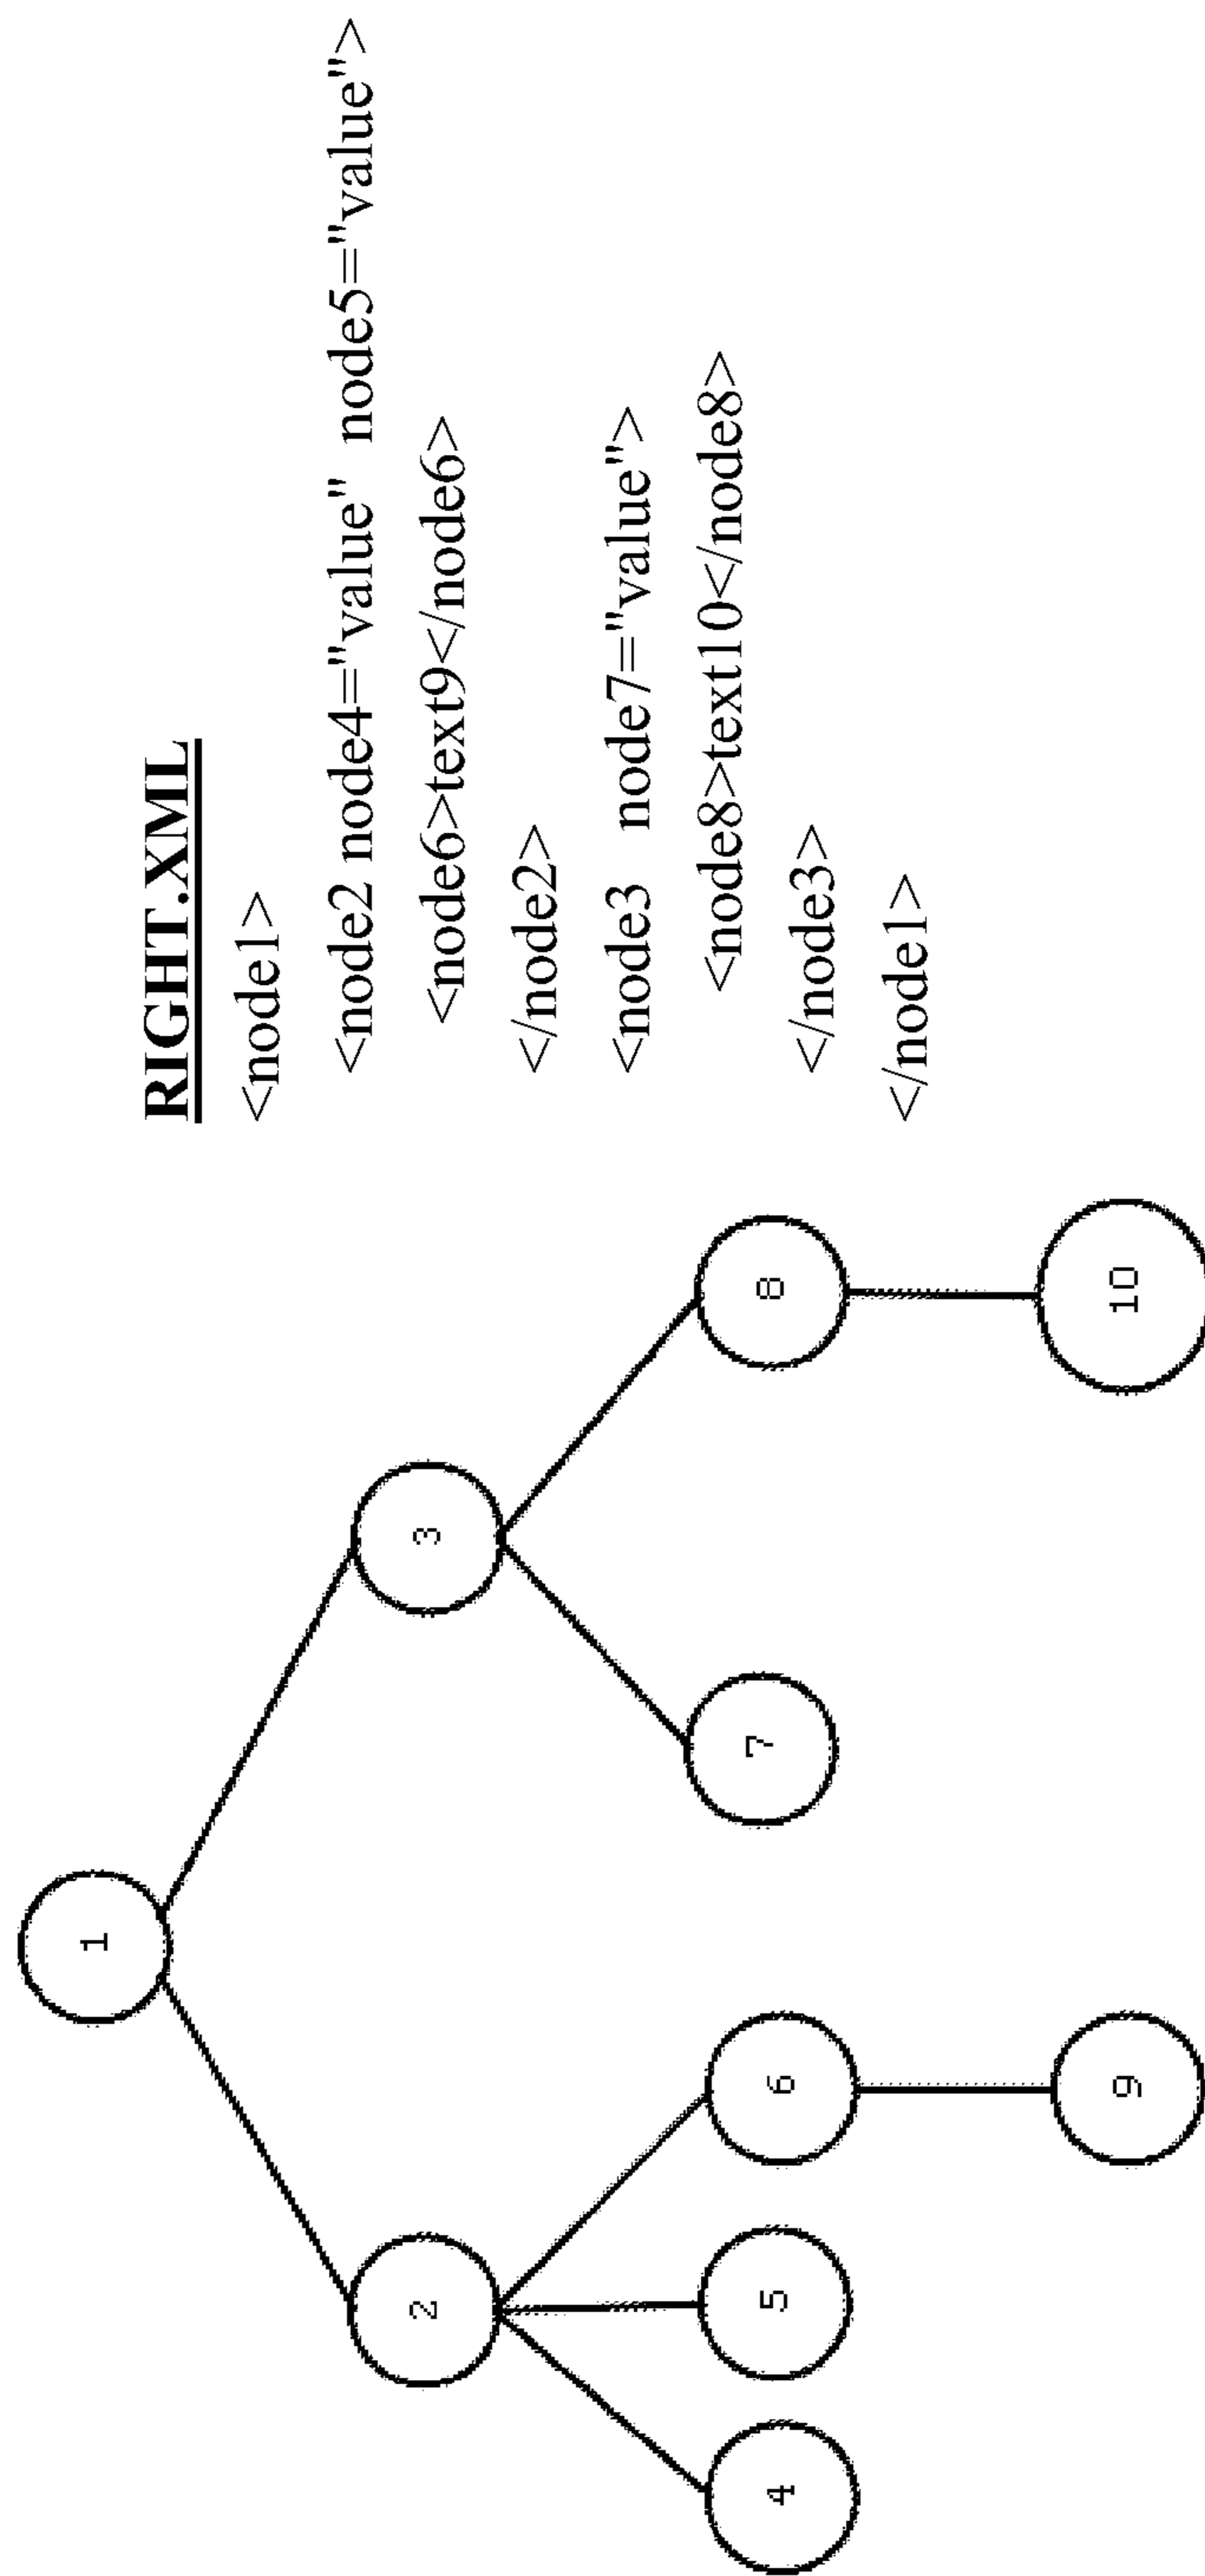 1
2
3
4
5
6
7
8
9
10
RIGHT.XML
<node1>
<node2 node4="value" node5="value">
<node6>text9</node6>
</node2>
<node3 node7="value">
<node8>text10</node8>
</node3>
</node1>